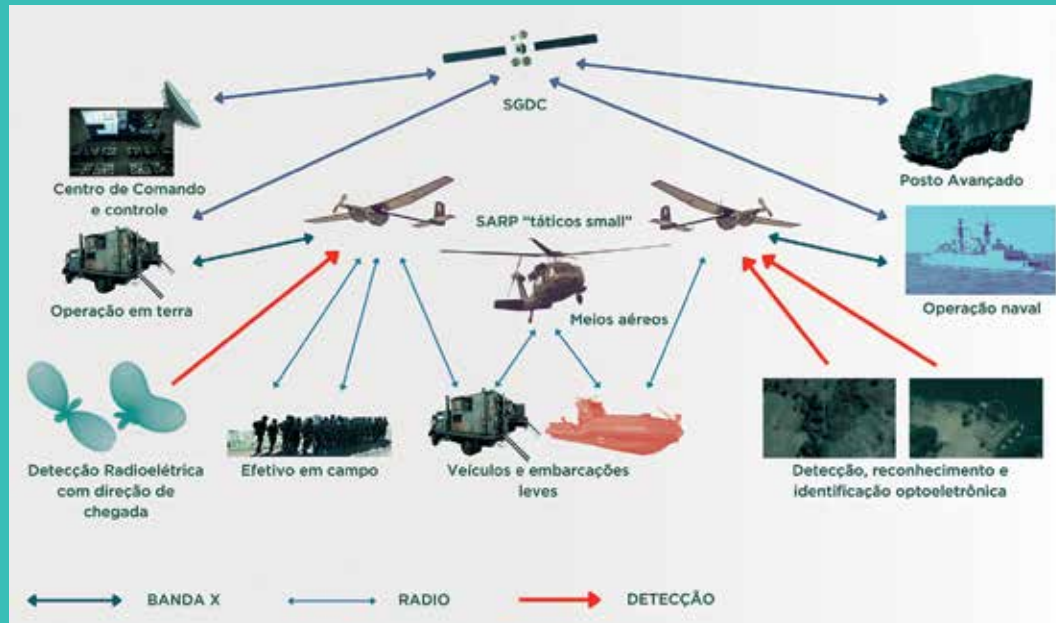 SGDC
Centro de Comando
e controle
Posto Avançado
SARP "táticos small"
Operação em terra
Meios aéreos
Operação naval
Detecção Radioelétrica
com direção de
chegada
Efetivo em campo
Veículos e embarcações
leves
Detecção, reconhecimento e
identificação optoeletrônica
BANDA X
RADIO
DETECÇÃO